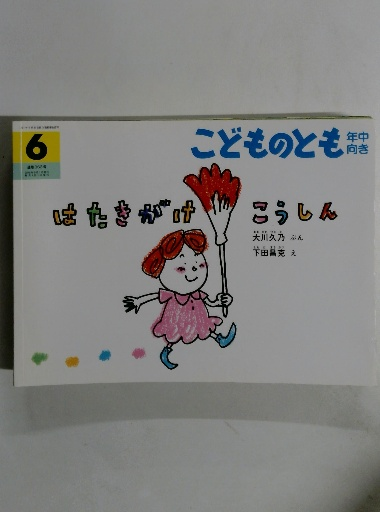 6
こどものとも 年中向き
はたきがけ こうしん
大川久乃 ぶん
下田昌克 え